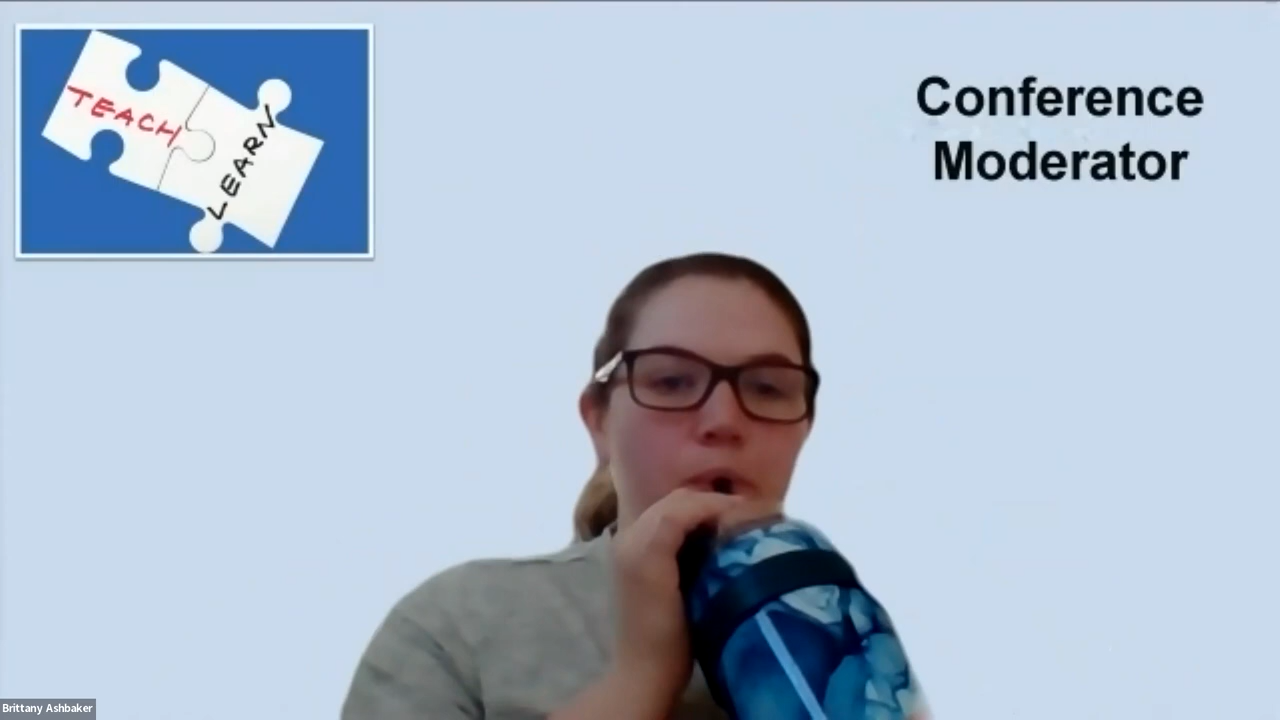 TEACH
LEARN
Conference
Moderator
Brittany Ashbaker